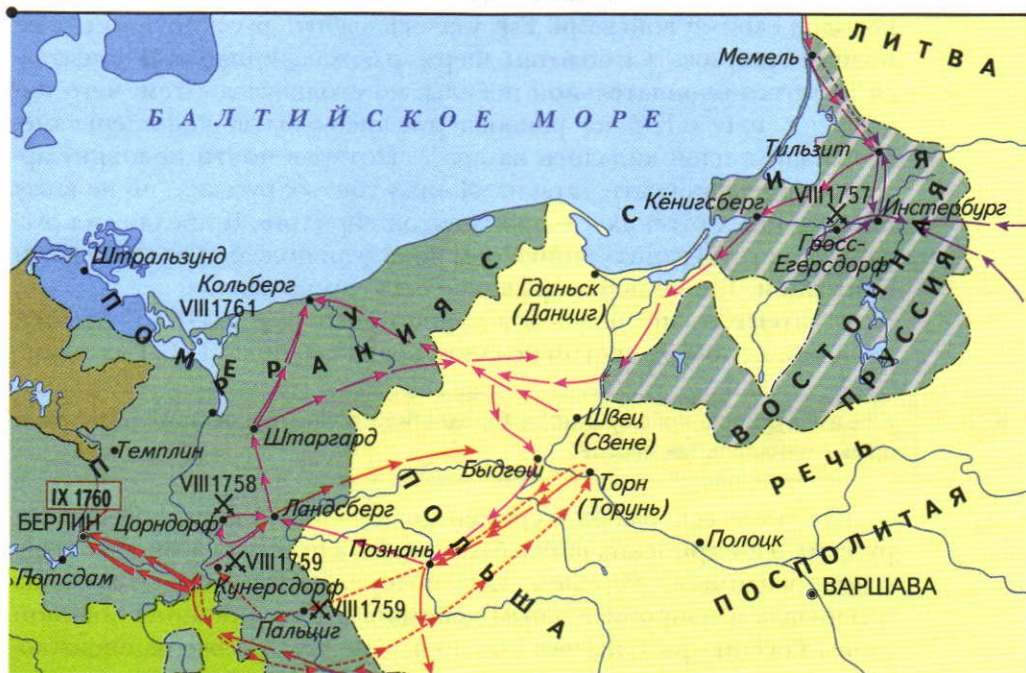 ЛИТВА
Мемель
БАЛТИЙСКОЕ МОРЕ
Тильзит
VIII 1757
Кёнигсберг
Инстербург
Гросс-
Егерсдорф
СИНЯВСКАЯ
ВОСТОЧНАЯ
ПРУССИЯ
Штральзунд
Кольберг
VIII 1761
Гданьск
(Данциг)
ПОМЕРАНИЯ
ПРУССИЯ
Штаргард
Швец
(Свене)
Темплин
Быдгощ
РЕЧЬ
ПОСПОЛИТАЯ
VIII 1758
Торн
(Торунь)
IX 1760
БЕРЛИН
Цорндорф
Ландсберг
ПОЛЬША
Полоцк
Познань
VIII 1759
Потсдам
Кунерсдорф
ВАРШАВА
VIII 1759
Пальциг